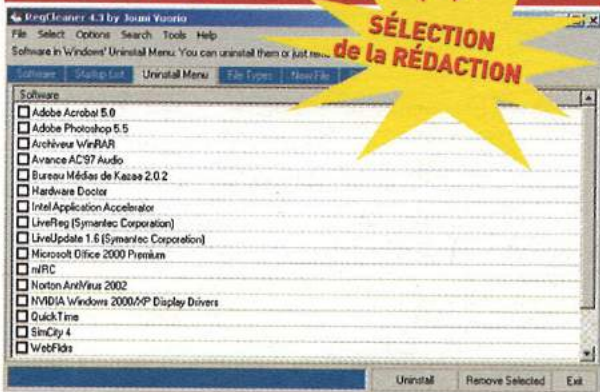 RegCleaner 4.3 by Jouni Vuorio
File Select Options Search Tools Help
Software in Windows' Uninstall Menu. You can uninstall them or just
SÉLECTION
de la RÉDACTION
Software Startup List Uninstall Menu File Types New File
Software
Adobe Acrobat 5.0
Adobe Photoshop 5.5
Archiveur WinRAR
Avance AC'97 Audio
Bureau Médias de Kazaa 2.0.2
Hardware Doctor
Intel Application Accelerator
LiveReg (Symantec Corporation)
LiveUpdate 1.6 (Symantec Corporation)
Microsoft Office 2000 Premium
mIRC
Norton AntiVirus 2002
NVIDIA Windows 2000/XP Display Drivers
QuickTime
SimCity 4
WebFldrs
Uninstall Remove Selected Exit